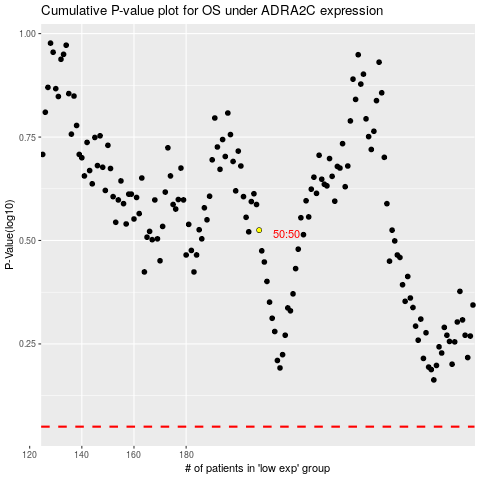 Cumulative P-value plot for OS under ADRA2C expression
P-Value(log10)
1.00
0.75
0.50
0.25
50:50
120 140 160 180
# of patients in 'low exp' group